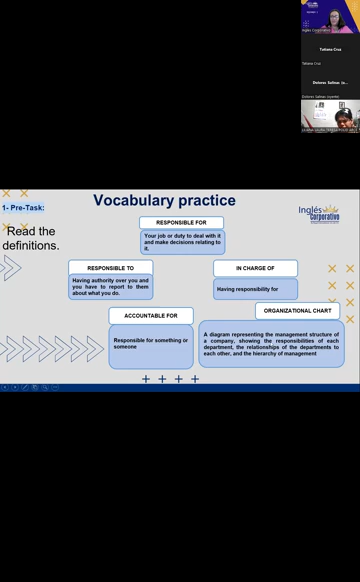 Inglés Corporativo
Tatiana Cruz
Tatiana Cruz
Dolores Salinas
Dolores Salinas
1- Pre-Task:
Vocabulary practice
Inglés
Corporativo
Read the
definitions.
RESPONSIBLE FOR
Your job or duty to deal with it
and make decisions relating to
it.
RESPONSIBLE TO
Having authority over you and
you have to report to them
about what you do.
IN CHARGE OF
Having responsibility for
ACCOUNTABLE FOR
Responsible for something or
someone
ORGANIZATIONAL CHART
A diagram representing the management structure of
a company, showing the responsibilities of each
department, the relationships of the departments to
each other, and the hierarchy of management